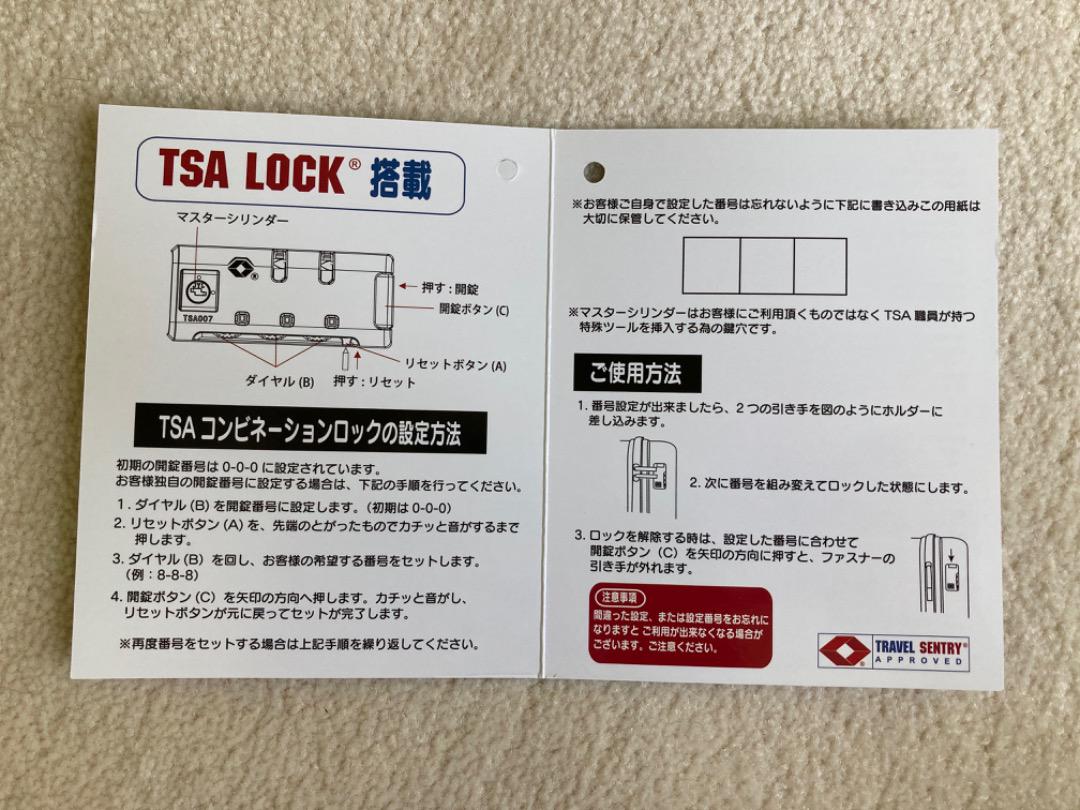 TSA LOCK® 搭載
マスターシリンダー
押す：開錠
開錠ボタン (C)
TSA007
リセットボタン (A)
ダイヤル (B)
押す：リセット
TSA コンビネーションロックの設定方法
初期の開錠番号は 0-0-0 に設定されています。
お客様独自の開錠番号に設定する場合は、下記の手順を行ってください。
1. ダイヤル (B) を開錠番号に設定します。（初期は 0-0-0）
2. リセットボタン (A) を、先端のとがったものでカチッと音がするまで
押します。
3. ダイヤル（B）を回し、お客様の希望する番号をセットします。
（例：8-8-8）
4. 開錠ボタン（C）を矢印の方向へ押します。カチッと音がし、
リセットボタンが元に戻ってセットが完了します。
※再度番号をセットする場合は上記手順を繰り返してください。
※お客様ご自身で設定した番号は忘れないように下記に書き込みこの用紙は
大切に保管してください。
※マスターシリンダーはお客様にご利用頂くものではなく TSA 職員が持つ
特殊ツールを挿入する為の鍵穴です。
ご使用方法
1. 番号設定が出来ましたら、2つの引き手を図のようにホルダーに
差し込みます。
2. 次に番号を組み変えてロックした状態にします。
3. ロックを解除する時は、設定した番号に合わせて
開錠ボタン（C）を矢印の方向に押すと、ファスナーの
引き手が外れます。
注意事項
間違った設定、または設定番号をお忘れに
なりますと ご利用が出来なくなる場合が
ございます。ご注意ください。
TRAVEL SENTRY®
APPROVED